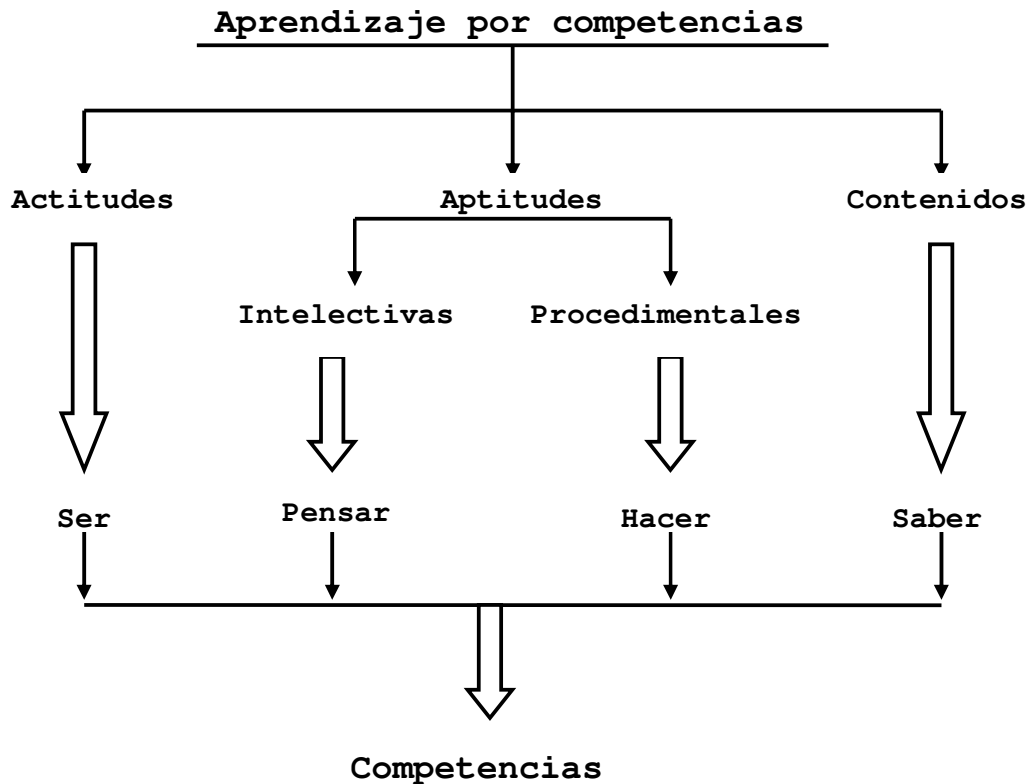 Aprendizaje por competencias
Actitudes Aptitudes Contenidos
Intelectivas Procedimentales
Ser Pensar Hacer Saber
Competencias